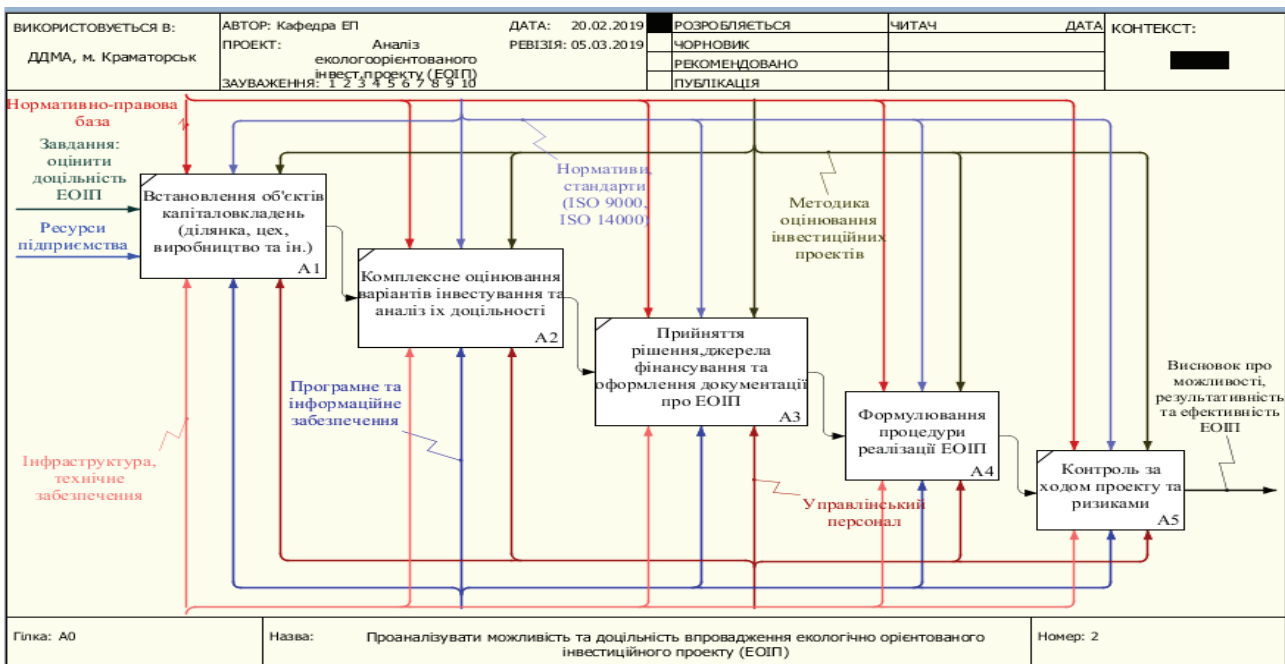 ВИКОРИСТОВУЄТЬСЯ В:
ДДМА, м. Краматорськ
АВТОР: Кафедра ЕП
ДАТА: 20.02.2019
ПРОЕКТ: Аналіз
екологоорієнтованого
інвест.проекту (ЕОІП)
РЕВІЗІЯ: 05.03.2019
ЗАУВАЖЕННЯ: 1 2 3 4 5 6 7 8 9 10
РОЗРОБЛЯЄТЬСЯ
ЧОРНОВИК
РЕКОМЕНДОВАНО
ПУБЛІКАЦІЯ
ЧИТАЧ
ДАТА
КОНТЕКСТ:
Нормативно-правова
база
Завдання:
оцінити
доцільність
ЕОІП
Ресурси
підприємства
Встановлення об'єктів
капіталовкладень
(ділянка, цех,
виробництво та ін.)
А1
Нормативи,
стандарти
(ISO 9000,
ISO 14000)
Методика
оцінювання
інвестиційних
проектів
Комплексне оцінювання
варіантів інвестування та
аналіз їх доцільності
А2
Прийняття
рішення,джерела
фінансування та
оформлення документації
про ЕОІП
А3
Формулювання
процедури
реалізації ЕОІП
А4
Контроль за
ходом проекту та
ризиками
А5
Висновок про
можливості,
результативність
та ефективність
ЕОІП
Програмне та
інформаційне
забезпечення
Інфраструктура,
технічне
забезпечення
Управлінський
персонал
Гілка: А0
Назва: Проаналізувати можливість та доцільність впровадження екологічно орієнтованого
інвестиційного проекту (ЕОІП)
Номер: 2